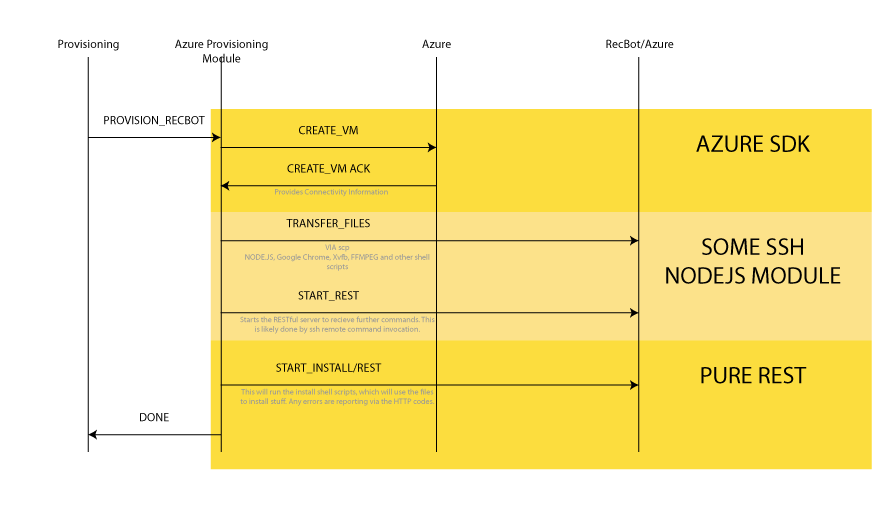 Provisioning
Azure Provisioning
Module
Azure
RecBot/Azure
PROVISION_RECBOT
CREATE_VM
AZURE SDK
CREATE_VM ACK
Provides Connectivity Information
TRANSFER_FILES
VIA scp
NODE.JS, Google Chrome, Xvfb, FFMPEG and other shell
scripts
SOME SSH
NODEJS MODULE
START_REST
Starts the RESTful server to recieve further commands. This
is likely done by ssh remote command invocation.
START_INSTALL/REST
PURE REST
This will run the install shell scripts, which will use the files
to install stuff. Any errors are reporting via the HTTP codes.
DONE